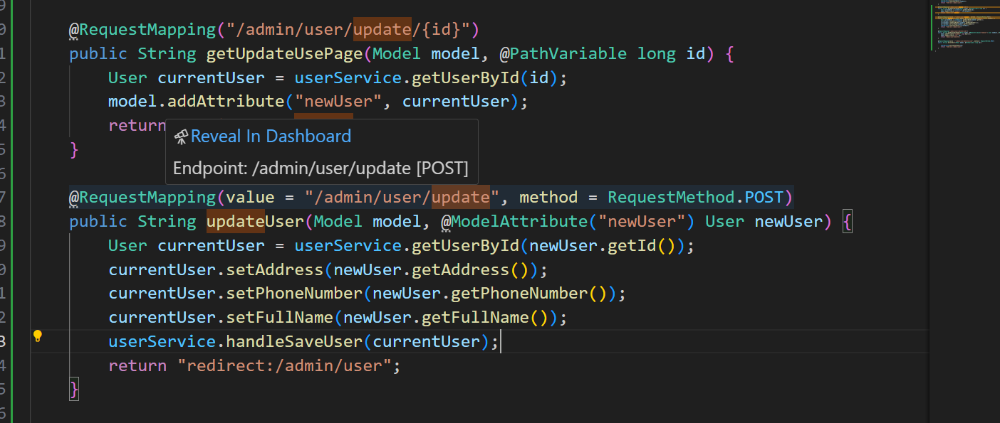 @RequestMapping("/admin/user/update/{id}")
public String getUpdateUsePage(Model model, @PathVariable long id) {
User currentUser = userService.getUserById(id);
model.addAttribute("newUser", currentUser);
return
Reveal In Dashboard
}
Endpoint: /admin/user/update [POST]
@RequestMapping(value = "/admin/user/update", method = RequestMethod.POST)
public String updateUser(Model model, @ModelAttribute("newUser") User newUser) {
User currentUser = userService.getUserById(newUser.getId());
currentUser.setAddress(newUser.getAddress());
currentUser.setPhoneNumber(newUser.getPhoneNumber());
currentUser.setFullName(newUser.getFullName());
userService.handleSaveUser(currentUser);
return "redirect:/admin/user";
}